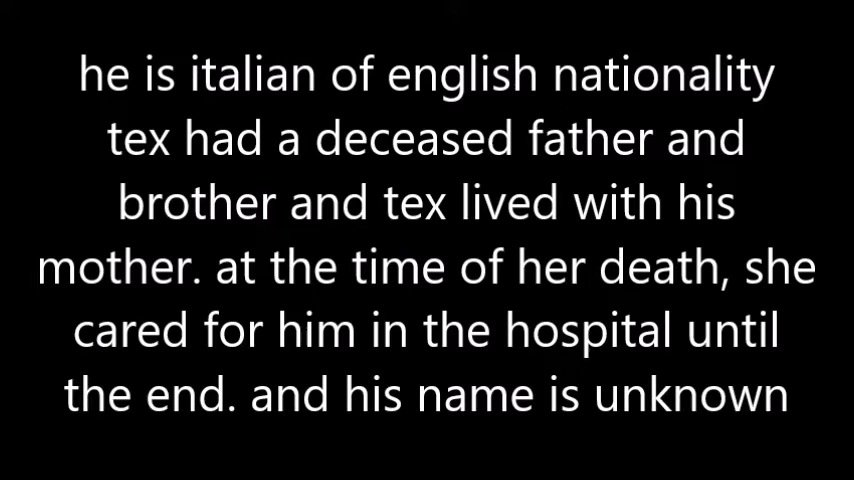 he is italian of english nationality
tex had a deceased father and
brother and tex lived with his
mother. at the time of her death, she
cared for him in the hospital until
the end. and his name is unknown